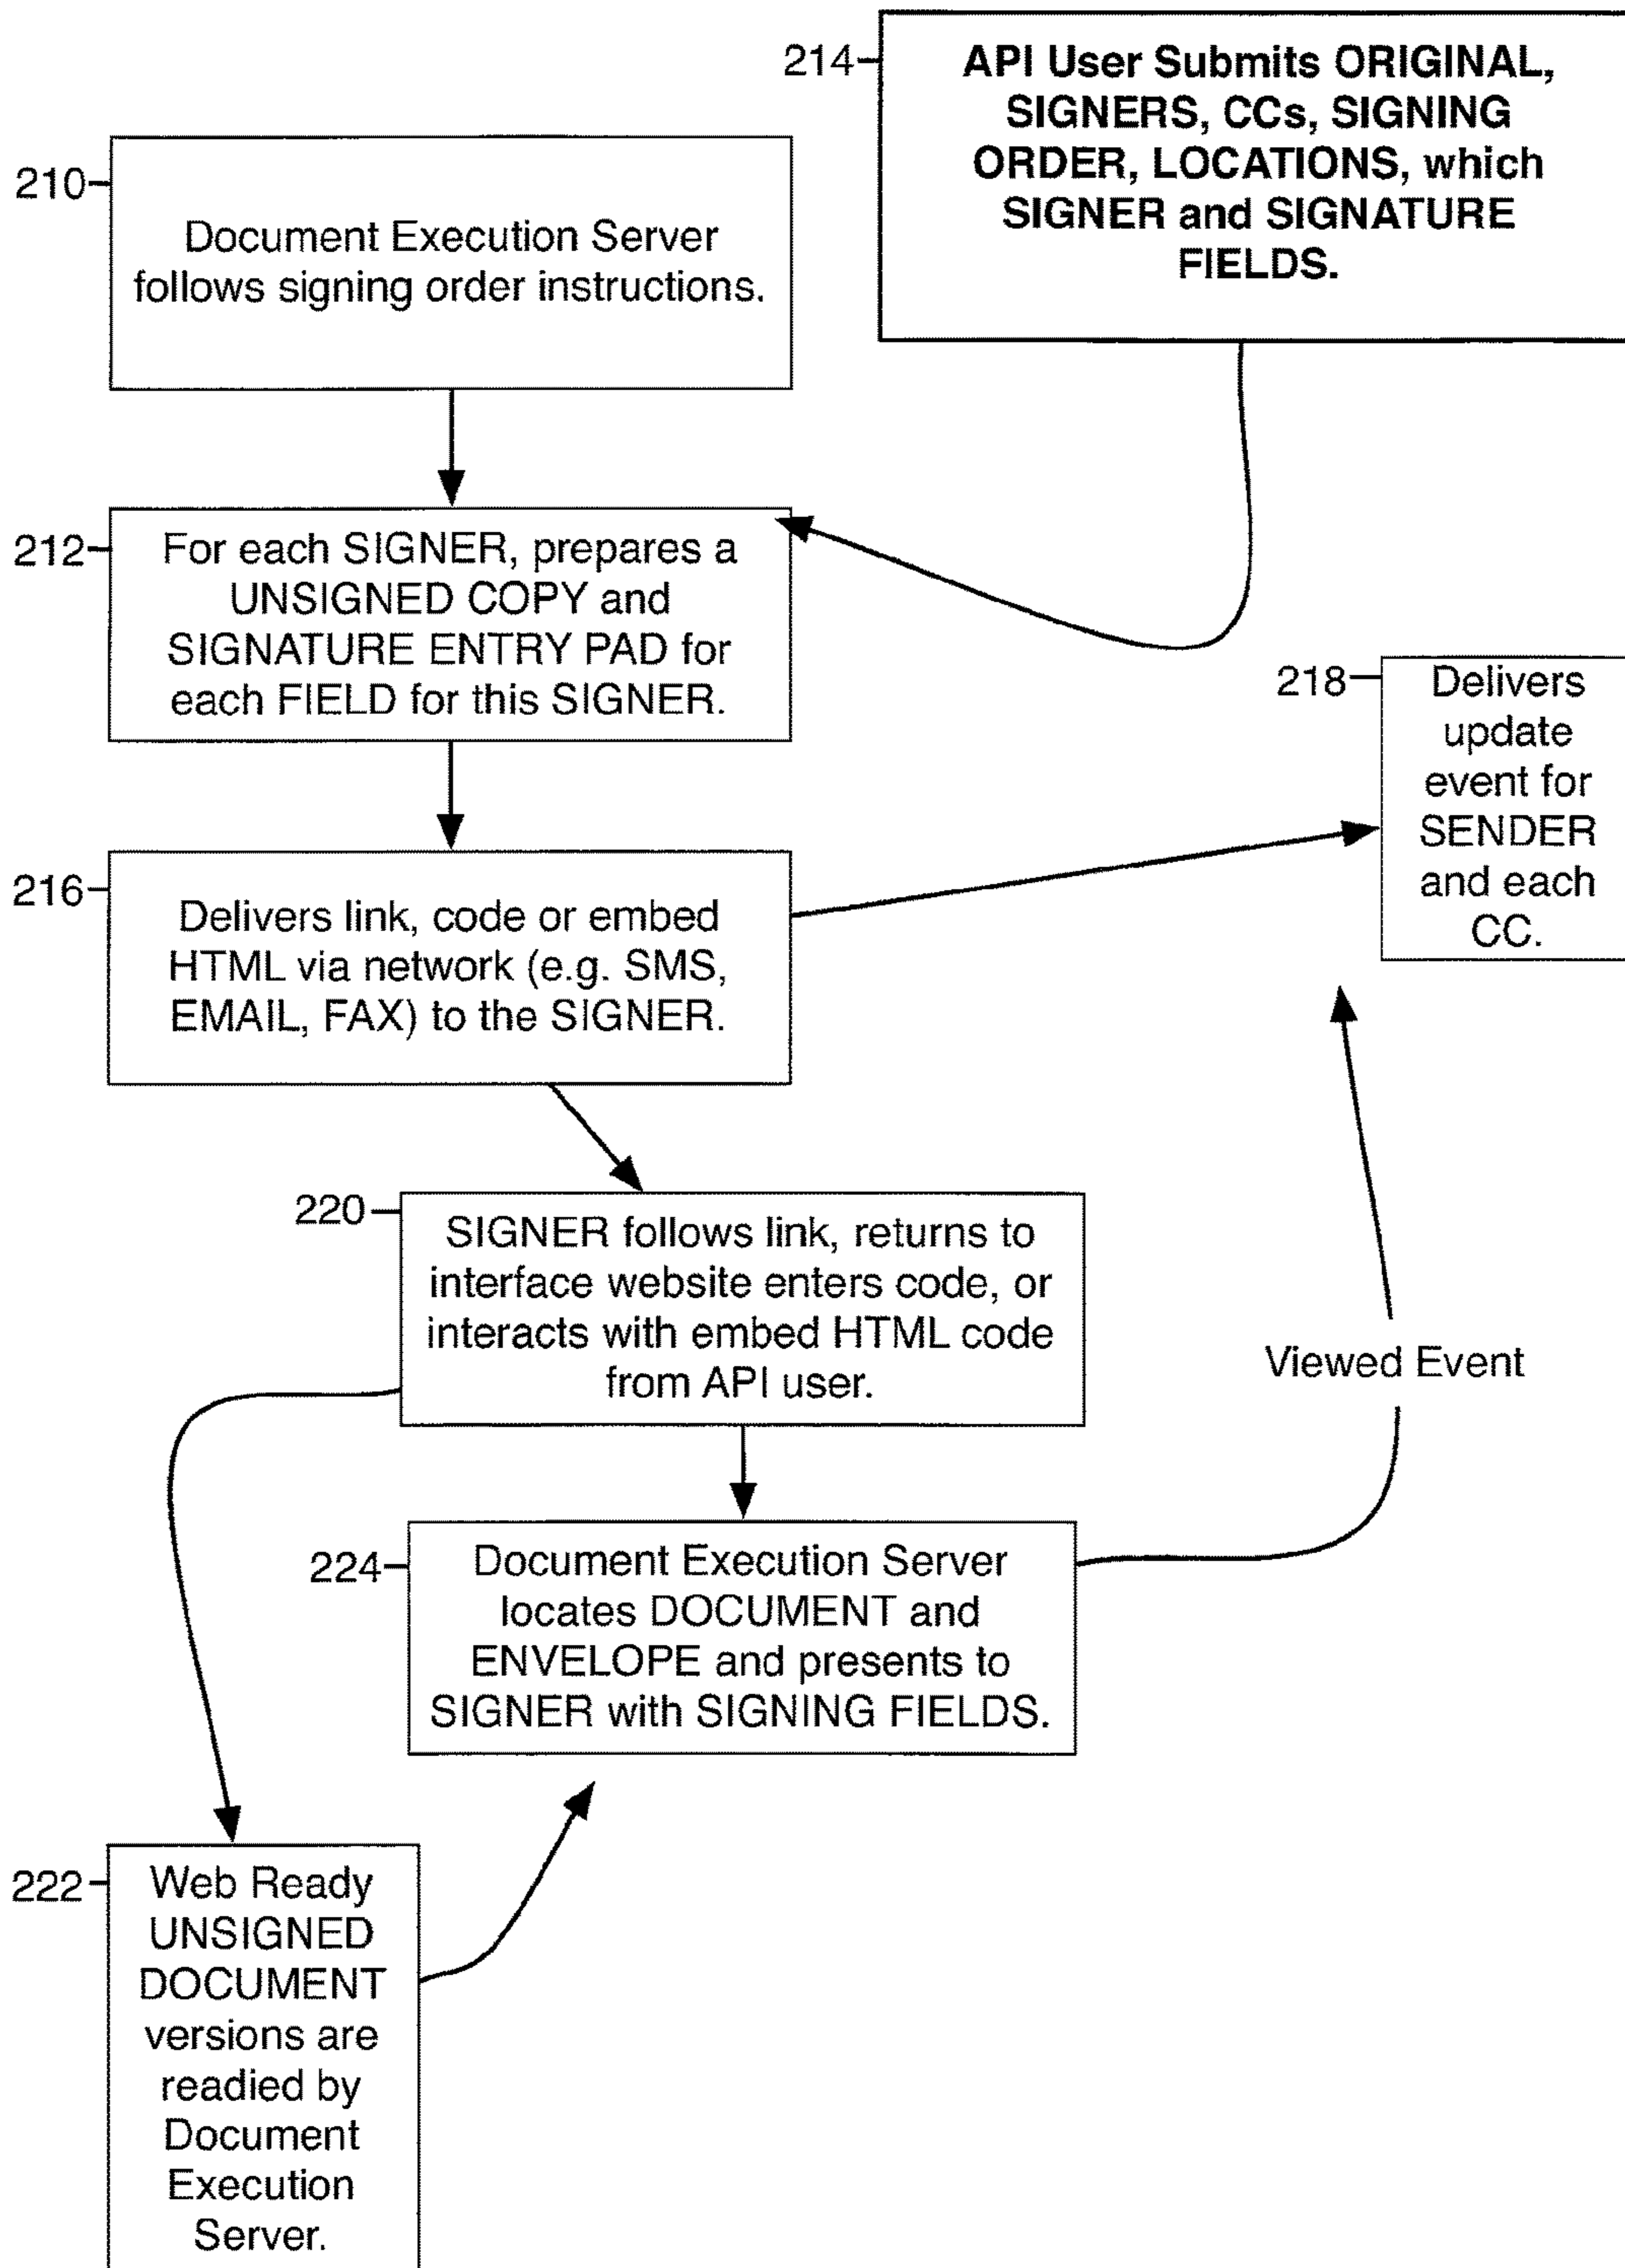 214
API User Submits ORIGINAL,
SIGNERS, CCs, SIGNING
ORDER, LOCATIONS, which
SIGNER and SIGNATURE
FIELDS.
210
Document Execution Server
follows signing order instructions.
212
For each SIGNER, prepares a
UNSIGNED COPY and
SIGNATURE ENTRY PAD for
each FIELD for this SIGNER.
218
Delivers
update
event for
SENDER
and each
CC.
216
Delivers link, code or embed
HTML via network (e.g. SMS,
EMAIL, FAX) to the SIGNER.
220
SIGNER follows link, returns to
interface website enters code, or
interacts with embed HTML code
from API user.
Viewed Event
224
Document Execution Server
locates DOCUMENT and
ENVELOPE and presents to
SIGNER with SIGNING FIELDS.
222
Web Ready
UNSIGNED
DOCUMENT
versions are
readied by
Document
Execution
Server.